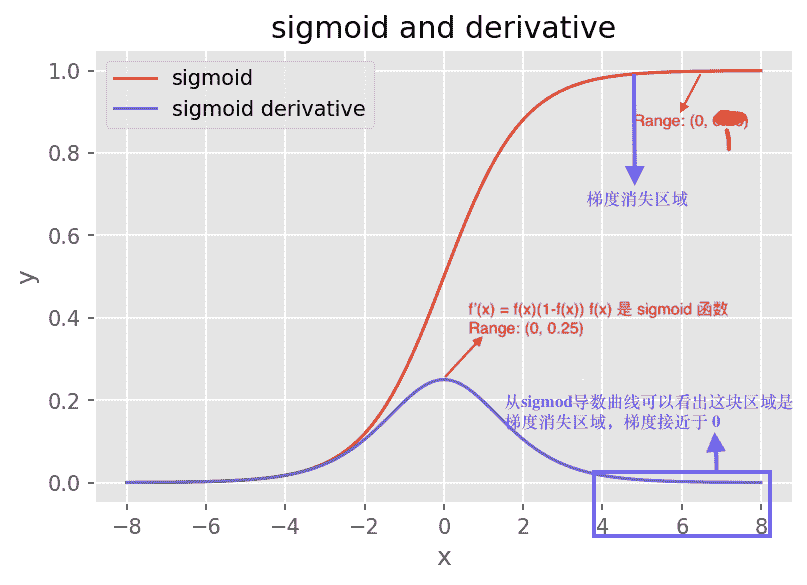 sigmoid and derivative
sigmoid
sigmoid derivative
1.0
0.8
0.6
0.4
0.2
0.0
y
Range: (0,
梯度消失区域
f'(x) = f(x)(1-f(x)) f(x) 是 sigmoid 函数
Range: (0, 0.25)
从sigmod导数曲线可以看出这块区域是
梯度消失区域，梯度接近于 0
−8 −6 −4 −2 0 2 4 6 8
x